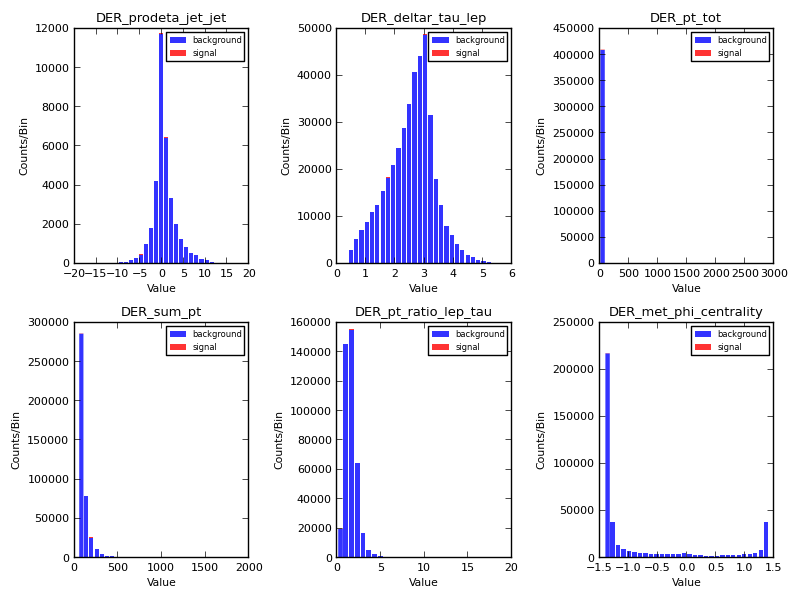 DER_prodeta_jet_jet
12000
10000
8000
6000
4000
2000
0
Counts/Bin
background
signal
−20 −15 −10 −5 0 5 10 15 20
Value
DER_deltar_tau_lep
50000
40000
30000
20000
10000
0
Counts/Bin
background
signal
0 1 2 3 4 5 6
Value
DER_pt_tot
450000
400000
350000
300000
250000
200000
150000
100000
50000
0
Counts/Bin
background
signal
0 500 1000 1500 2000 2500 3000
Value
DER_sum_pt
300000
250000
200000
150000
100000
50000
0
Counts/Bin
background
signal
0 500 1000 1500 2000
Value
DER_pt_ratio_lep_tau
160000
140000
120000
100000
80000
60000
40000
20000
0
Counts/Bin
background
signal
0 5 10 15 20
Value
DER_met_phi_centrality
250000
200000
150000
100000
50000
0
Counts/Bin
background
signal
−1.5 −1.0 −0.5 0.0 0.5 1.0 1.5
Value